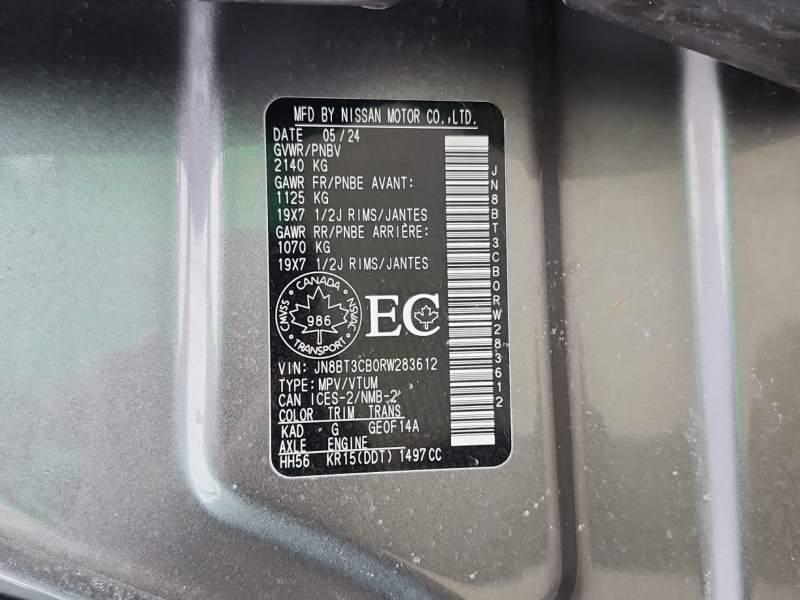 MFD BY NISSAN MOTOR CO.,LTD.
DATE 05/24
GVWR/PNBV
2140 KG
GAWR FR/PNBE AVANT:
1125 KG
19X7 1/2J RIMS/JANTES
GAWR RR/PNBE ARRIÈRE:
1070 KG
19X7 1/2J RIMS/JANTES
CANADA
CMVSS
NSVAC
986
TRANSPORT
EC
VIN: JN8BT3CB0RW283612
TYPE: MPV/VTUM
CAN ICES-2/NMB-2
COLOR TRIM TRANS
KAD G GE0F14A
AXLE ENGINE
HH56 KR15(DDT) 1497CC
JN8BT3CB0RW283612